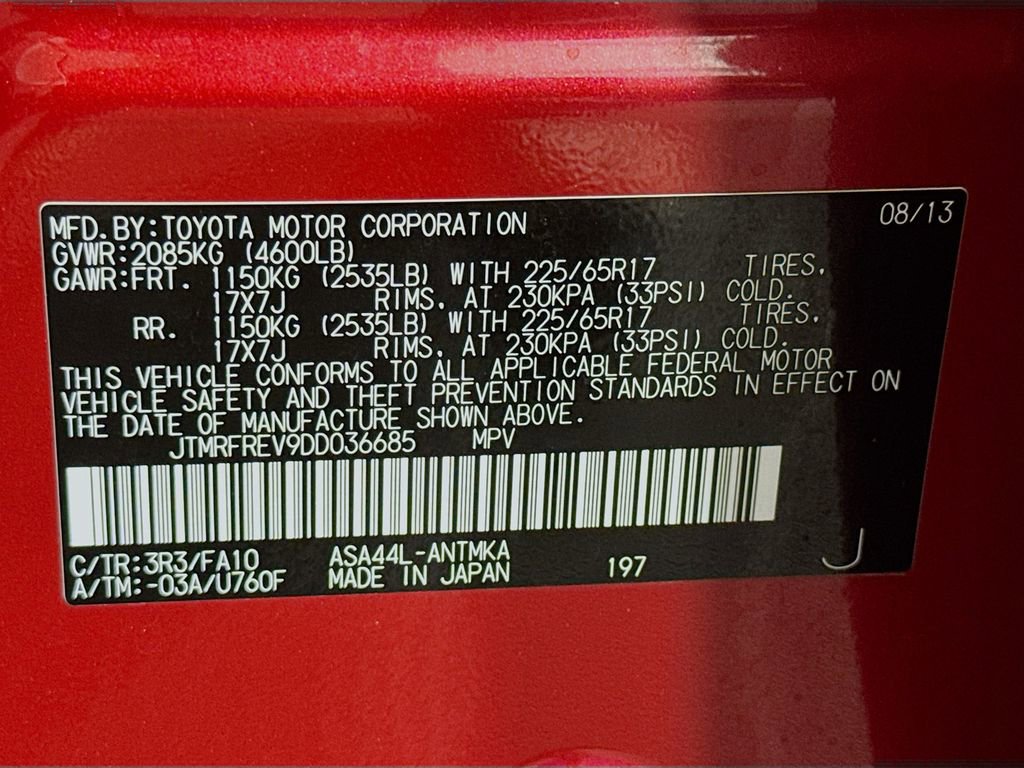 MFD. BY: TOYOTA MOTOR CORPORATION 08/13
GVWR: 2085KG (4600LB)
GAWR: FRT. 1150KG (2535LB) WITH 225/65R17 TIRES,
17X7J RIMS, AT 230KPA (33PSI) COLD.
RR. 1150KG (2535LB) WITH 225/65R17 TIRES,
17X7J RIMS, AT 230KPA (33PSI) COLD.
THIS VEHICLE CONFORMS TO ALL APPLICABLE FEDERAL MOTOR
VEHICLE SAFETY AND THEFT PREVENTION STANDARDS IN EFFECT ON
THE DATE OF MANUFACTURE SHOWN ABOVE.
JTMRFREV9DD036685 MPV
C/TR: 3R3/FA10 ASA44L-ANTMKA
A/TM: -03A/U760F MADE IN JAPAN 197 J